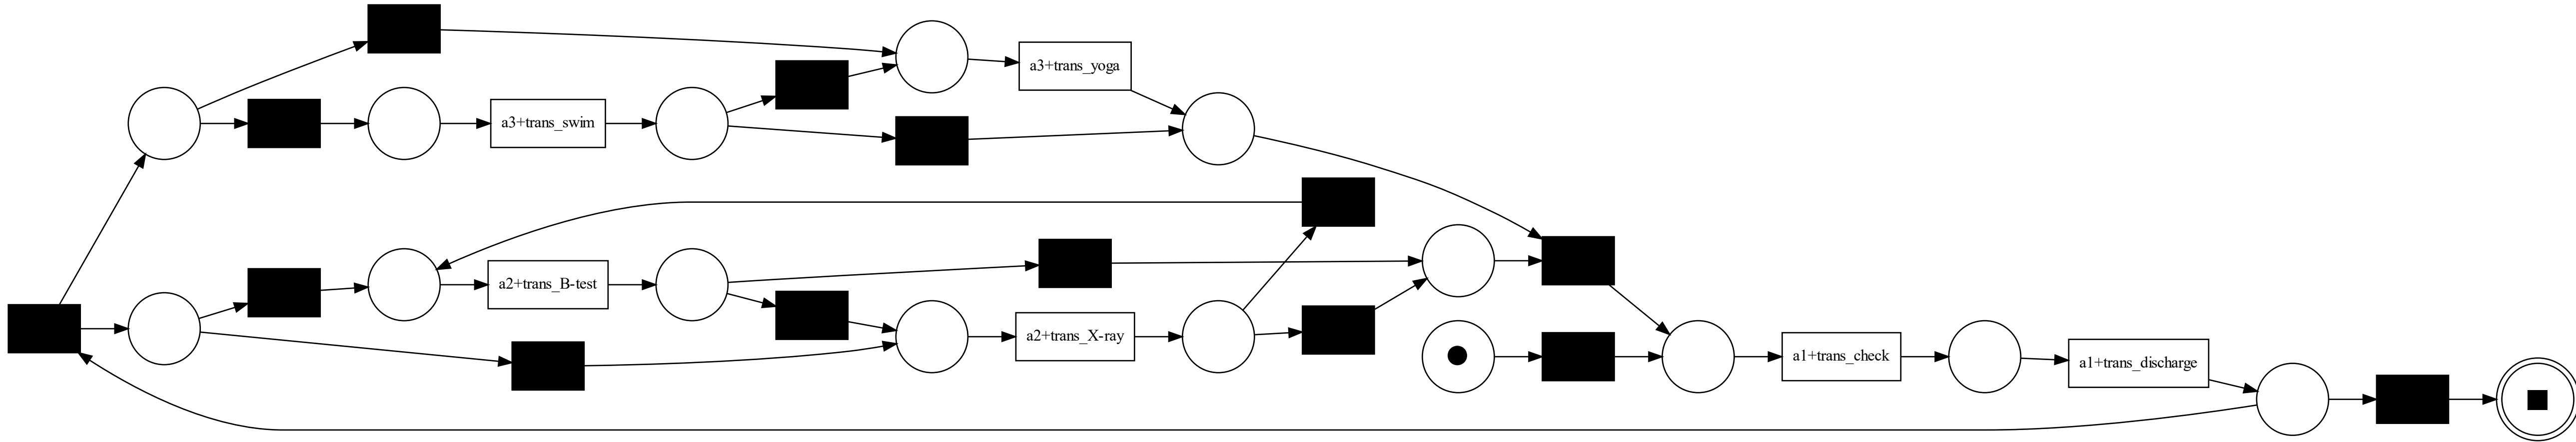 a3+trans_yoga
a3+trans_swim
a2+trans_B-test
a2+trans_X-ray
a1+trans_check
a1+trans_discharge